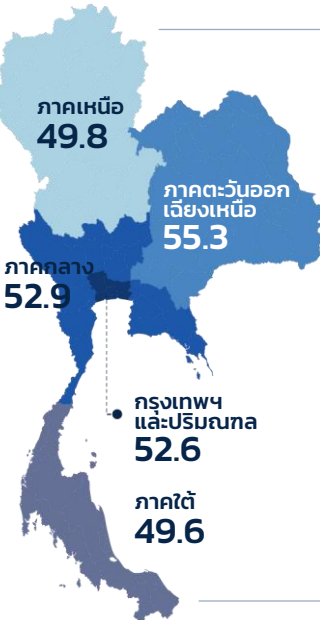 ภาคเหนือ
49.8
ภาคตะวันออก
เฉียงเหนือ
55.3
ภาคกลาง
52.9
กรุงเทพฯ
และปริมณฑล
52.6
ภาคใต้
49.6